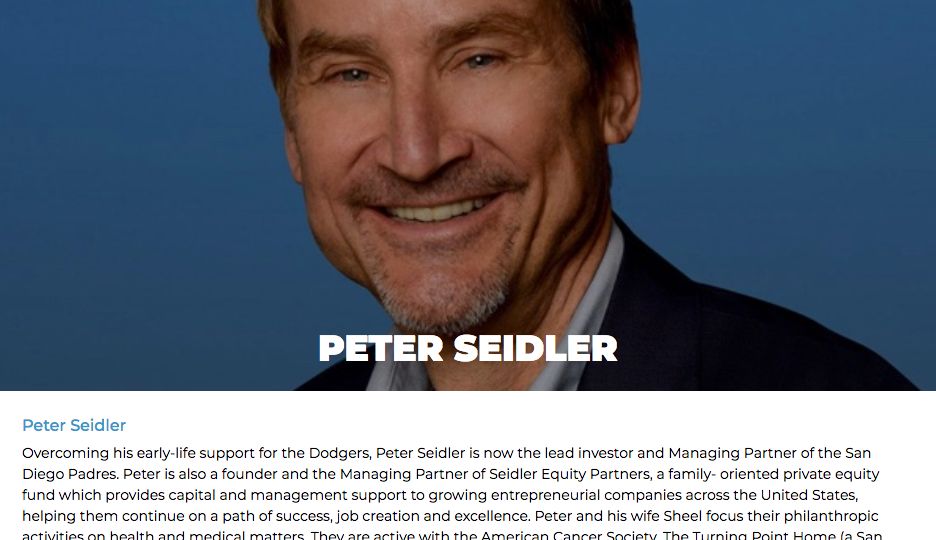 PETER SEIDLER
Peter Seidler
Overcoming his early-life support for the Dodgers, Peter Seidler is now the lead investor and Managing Partner of the San
Diego Padres. Peter is also a founder and the Managing Partner of Seidler Equity Partners, a family- oriented private equity
fund which provides capital and management support to growing entrepreneurial companies across the United States,
helping them continue on a path of success, job creation and excellence. Peter and his wife Sheel focus their philanthropic
activities on health and medical matters. They are active with the American Cancer Society, The Turning Point Home (a San